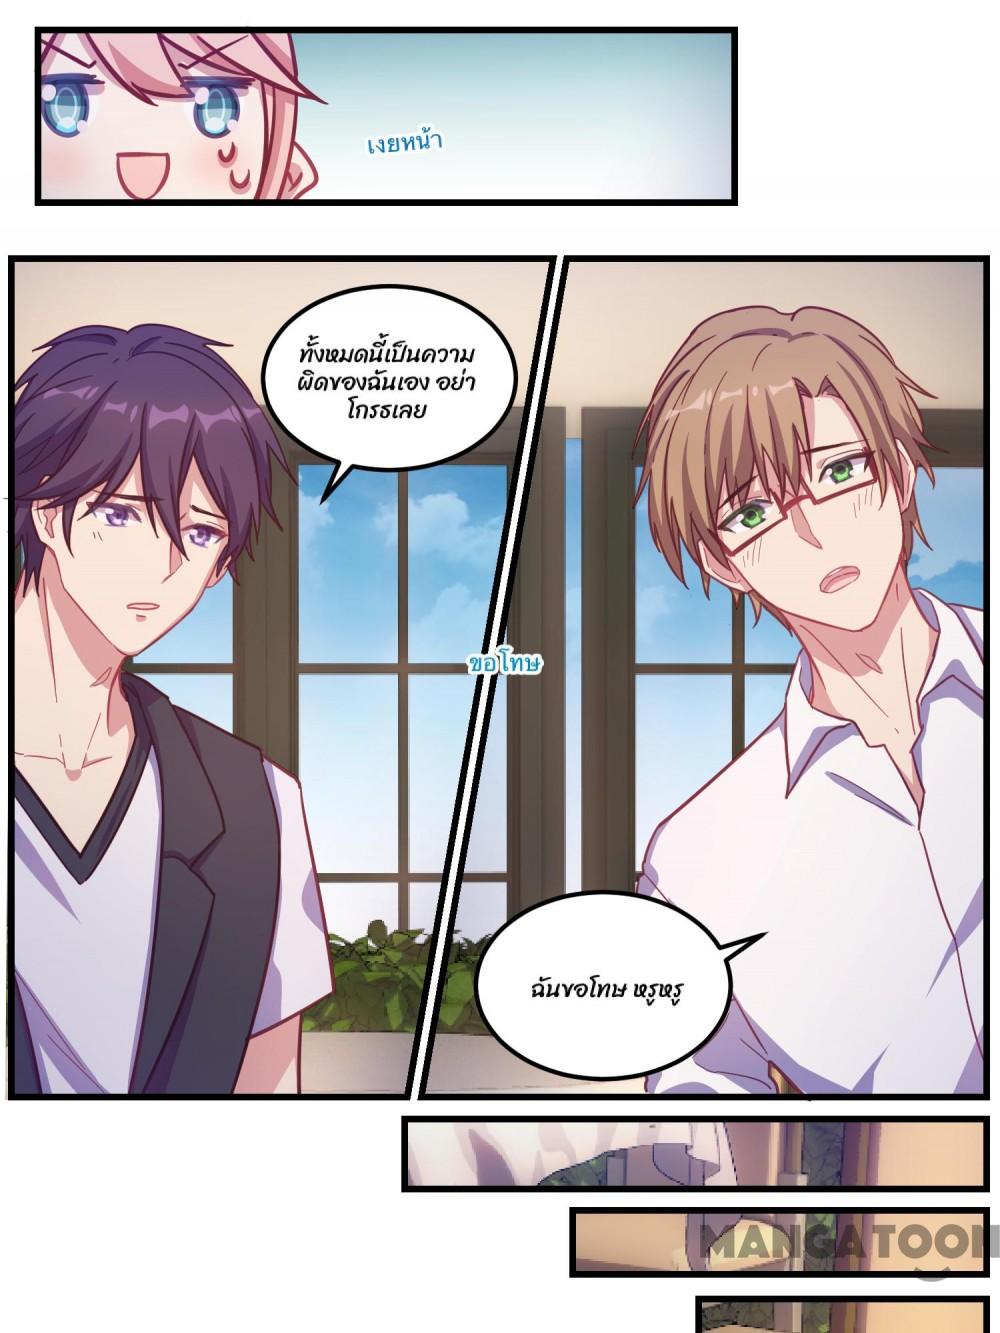 เงยหน้า
ทั้งหมดนี้เป็นความ
ผิดของฉันเอง อย่า
โกรธเลย
ขอโทษ
ฉันขอโทษ หรูหรู
MANGATOON